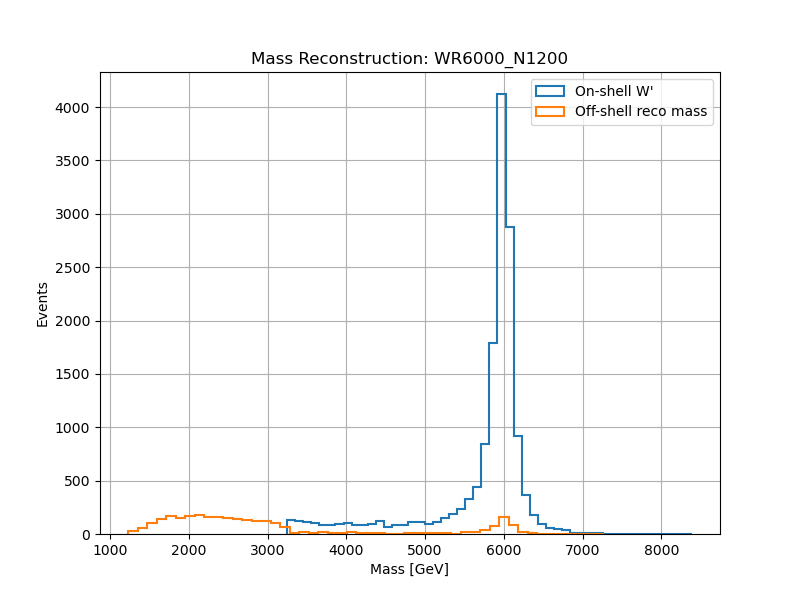 Mass Reconstruction: WR6000_N1200
On-shell W'
Off-shell reco mass
4000
3500
3000
2500
2000
1500
1000
500
0
Events
1000 2000 3000 4000 5000 6000 7000 8000
Mass [GeV]